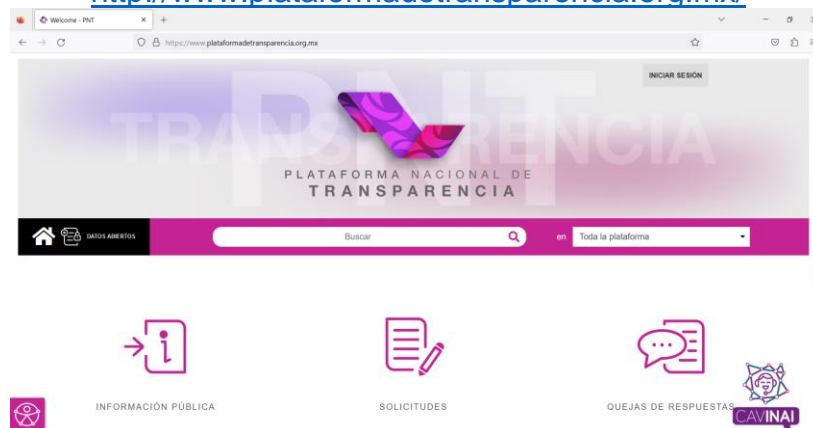 http://www.plataformadetransparencia.org.mx/
Welcome - PNT
https://www.plataformadetransparencia.org.mx
INICIAR SESIÓN
PNT
TRANSPARENCIA
PLATAFORMA NACIONAL DE
TRANSPARENCIA
DATOS ABIERTOS
Buscar
en
Toda la plataforma
INFORMACIÓN PÚBLICA
SOLICITUDES
QUEJAS DE RESPUESTAS
CAVINAI